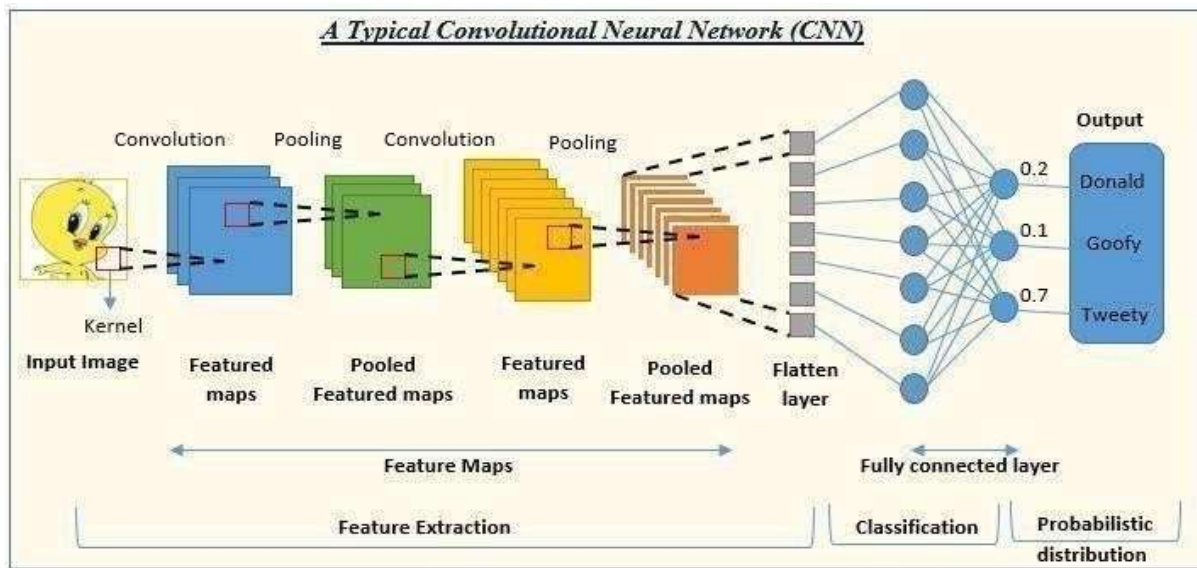 A Typical Convolutional Neural Network (CNN)
Convolution
Pooling
Convolution
Pooling
Output
0.2
Donald
0.1
Goofy
0.7
Tweety
Kernel
Input Image
Featured
maps
Pooled
Featured maps
Featured
maps
Pooled
Featured maps
Flatten
layer
Feature Maps
Fully connected layer
Feature Extraction
Classification
Probabilistic
distribution